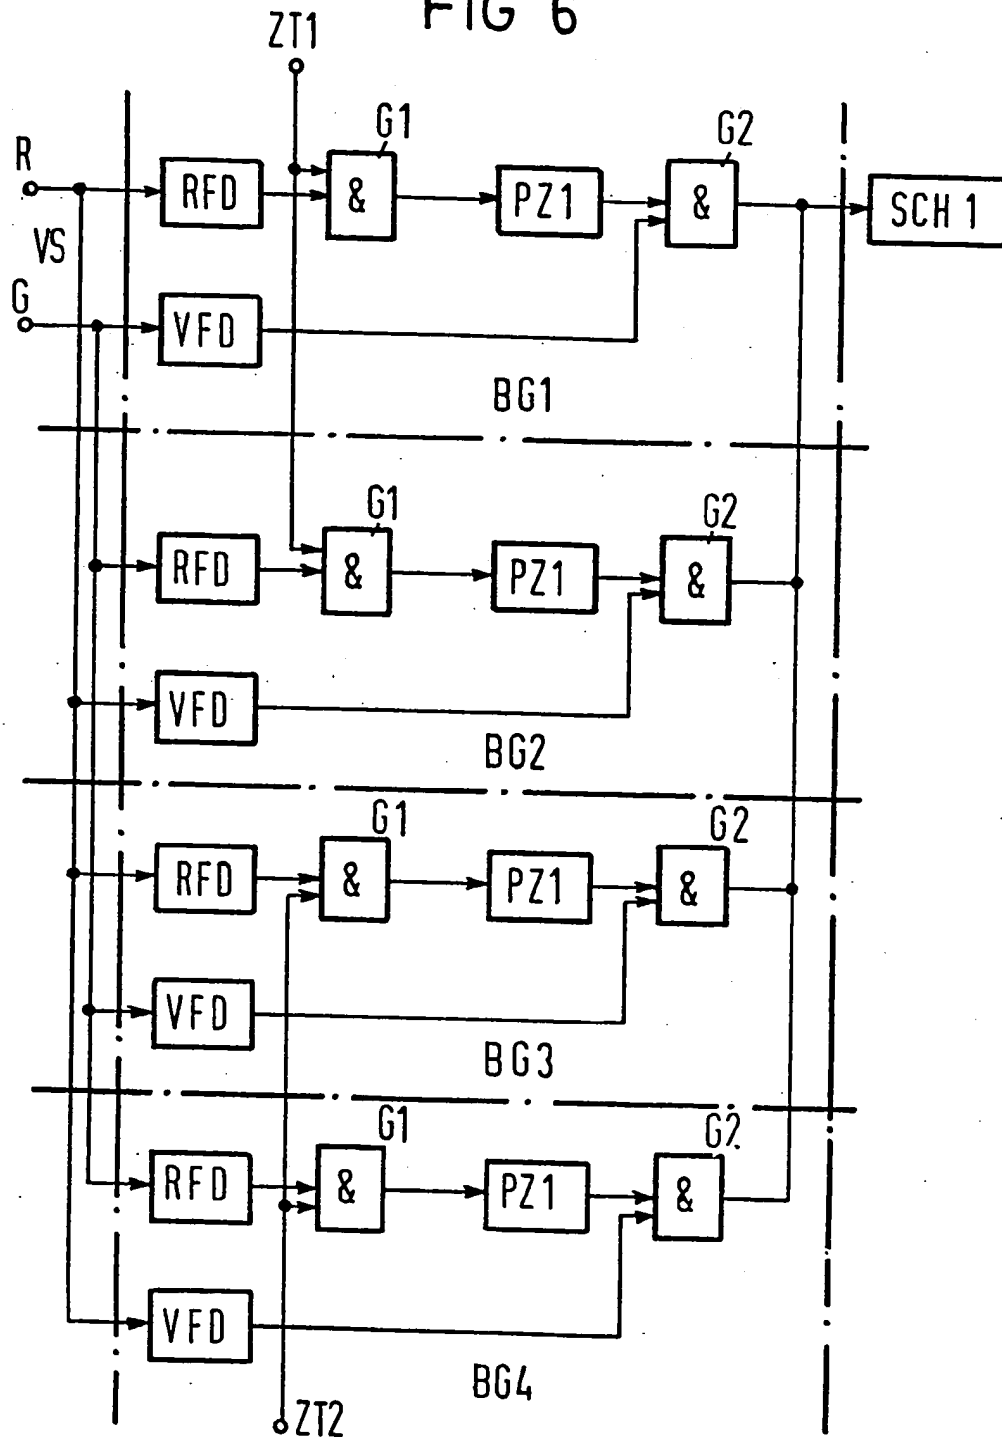 FIG 6
ZT1
G1
G2
R
RFD
&
PZ1
&
SCH 1
VS
G
VFD
BG1
G1
G2
RFD
&
PZ1
&
VFD
BG2
G1
G2
RFD
&
PZ1
&
VFD
BG3
G1
G2
RFD
&
PZ1
&
VFD
BG4
ZT2